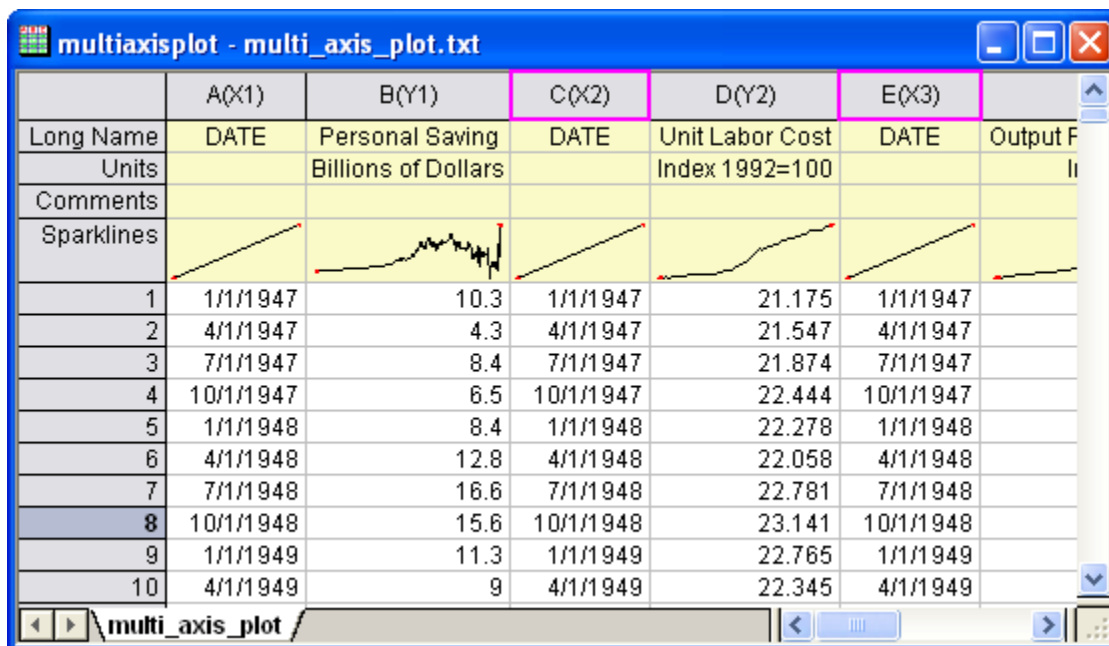 multiaxisplot - multi_axis_plot.txt
A(X1) B(Y1) C(X2) D(Y2) E(X3)
Long Name DATE Personal Saving DATE Unit Labor Cost DATE Output
Units Billions of Dollars Index 1992=100
Comments
Sparklines
1 1/1/1947 10.3 1/1/1947 21.175 1/1/1947
2 4/1/1947 4.3 4/1/1947 21.547 4/1/1947
3 7/1/1947 8.4 7/1/1947 21.874 7/1/1947
4 10/1/1947 6.5 10/1/1947 22.444 10/1/1947
5 1/1/1948 8.4 1/1/1948 22.278 1/1/1948
6 4/1/1948 12.8 4/1/1948 22.058 4/1/1948
7 7/1/1948 16.6 7/1/1948 22.781 7/1/1948
8 10/1/1948 15.6 10/1/1948 23.141 10/1/1948
9 1/1/1949 11.3 1/1/1949 22.765 1/1/1949
10 4/1/1949 9 4/1/1949 22.345 4/1/1949
multi_axis_plot